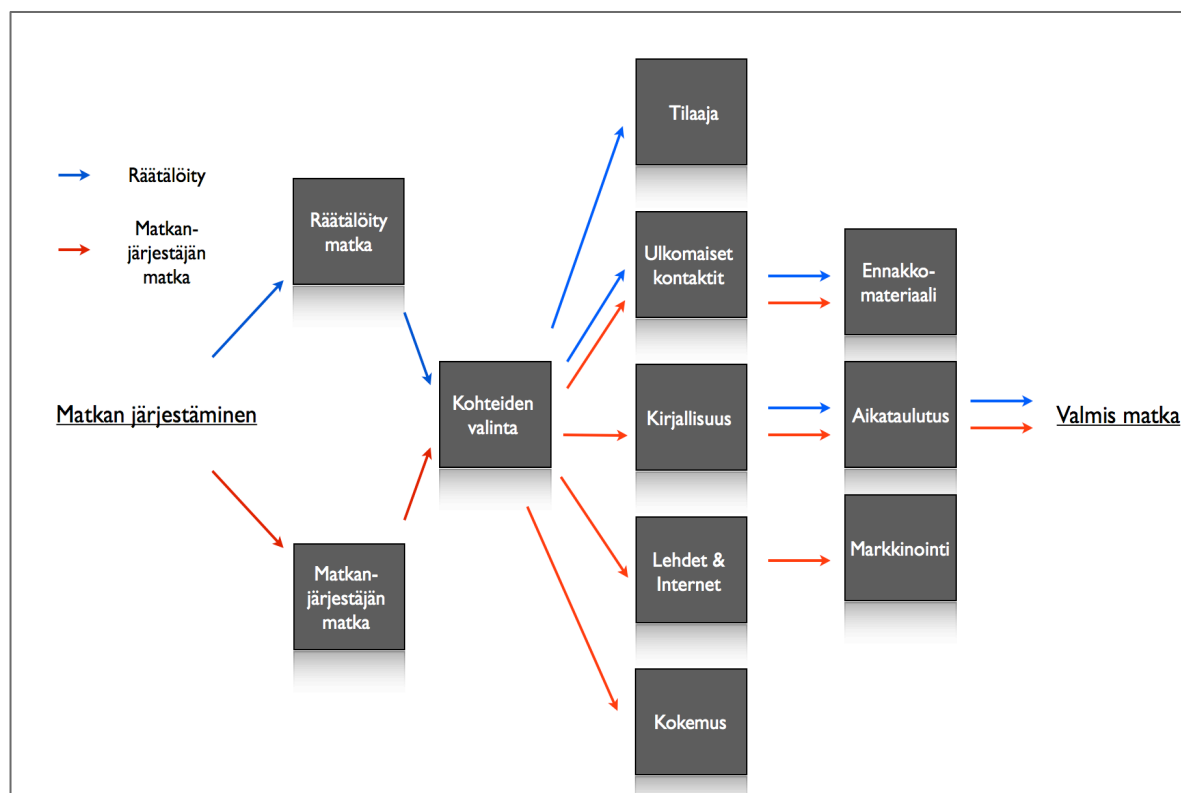 Räätälöity
Matkan-
järjestäjän
matka
Matkan järjestäminen
Räätälöity
matka
Matkan-
järjestäjän
matka
Kohteiden
valinta
Tilaaja
Ulkomaiset
kontaktit
Kirjallisuus
Lehdet &
Internet
Kokemus
Ennakko-
materiaali
Aikataulutus
Markkinointi
Valmis matka